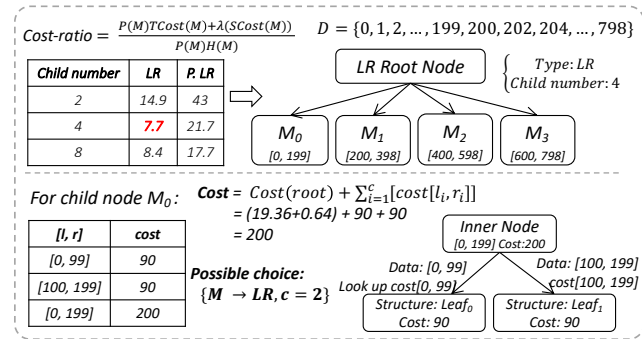 Cost-ratio = P(M)TCost(M)+λ(SCost(M)) / P(M)H(M)
D = {0, 1, 2, …, 199, 200, 202, 204, … , 798}
Child number LR P. LR
2 14.9 43
4 7.7 21.7
8 8.4 17.7
LR Root Node
{ Type: LR
Child number: 4
M₀ M₁ M₂ M₃
[0, 199] [200, 398] [400, 598] [600, 798]
For child node M₀ :
[l, r] cost
[0, 99] 90
[100, 199] 90
[0, 199] 200
Cost = Cost(root) + Σᶜᵢ₌₁[cost[lᵢ, rᵢ]]
= (19.36+0.64) + 90 + 90
= 200
Possible choice:
{M → LR, c = 2}
Inner Node
[0, 199] Cost:200
Data: [0, 99]
Look up cost[0, 99]
Data: [100, 199]
cost[100, 199]
Structure: Leaf₀
Cost: 90
Structure: Leaf₁
Cost: 90